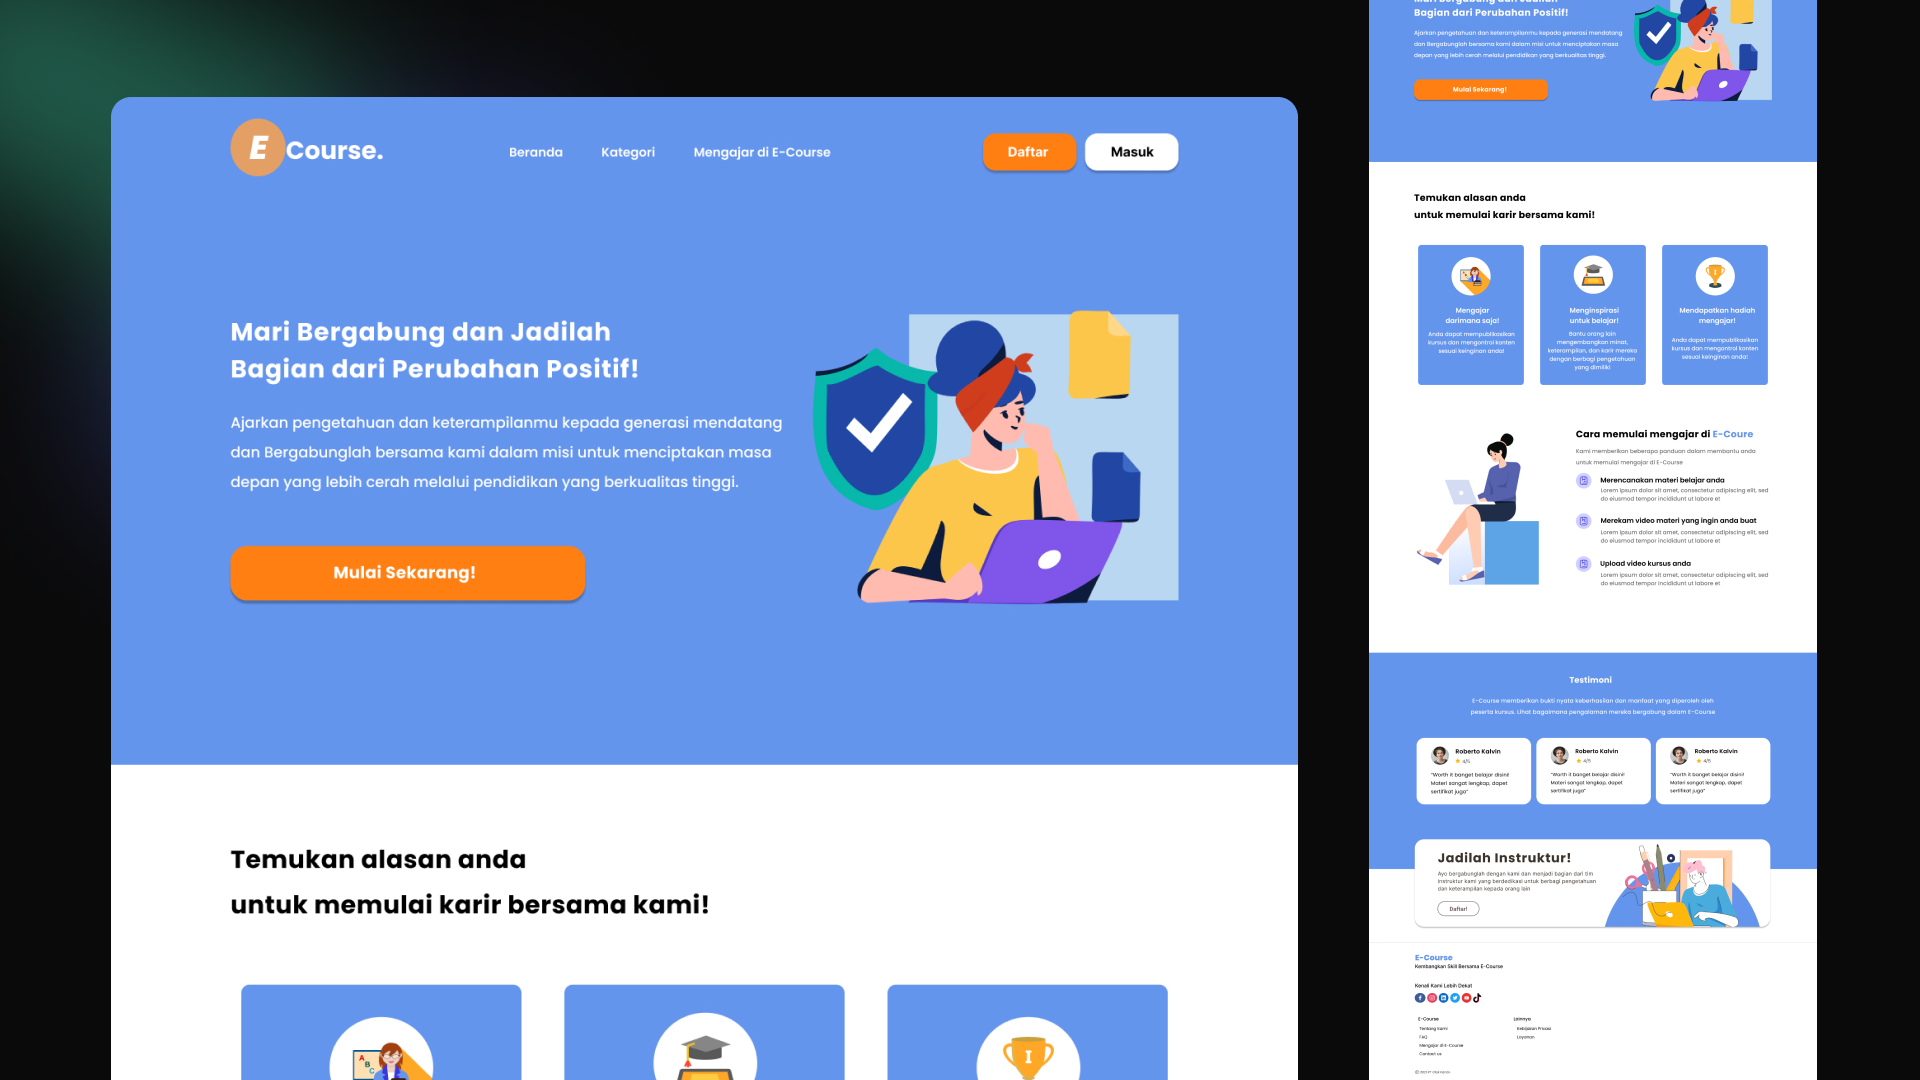 E Course.
Beranda
Kategori
Mengajar di E-Course
Daftar
Masuk
Mari Bergabung dan Jadilah
Bagian dari Perubahan Positif!
Ajarkan pengetahuan dan keterampilanmu kepada generasi mendatang
dan Bergabunglah bersama kami dalam misi untuk menciptakan masa
depan yang lebih cerah melalui pendidikan yang berkualitas tinggi.
Mulai Sekarang!
Temukan alasan anda
untuk memulai karir bersama kami!
A
B
C
I
Mari Bergabung dan Jadilah
Bagian dari Perubahan Positif!
Ajarkan pengetahuan dan keterampilanmu kepada generasi mendatang
dan Bergabunglah bersama kami dalam misi untuk menciptakan masa
depan yang lebih cerah melalui pendidikan yang berkualitas tinggi.
Mulai Sekarang!
Temukan alasan anda
untuk memulai karir bersama kami!
Mengajar
darimana saja!
Anda dapat mempublikasikan
kursus dan mengontrol konten
sesuai keinginan anda!
Menginspirasi
untuk belajar!
Bantu orang lain
mengembangkan minat,
keterampilan, dan karir mereka
dengan berbagi pengetahuan
yang dimiliki
Mendapatkan hadiah
mengajar!
Anda dapat mempublikasikan
kursus dan mengontrol konten
sesuai keinginan anda!
Cara memulai mengajar di E-Coure
Kami memberikan beberapa panduan dalam membantu anda
untuk memulai mengajar di E-Course
Merencanakan materi belajar anda
Lorem ipsum dolor sit amet, consectetur adipiscing elit, sed
do eiusmod tempor incididunt ut labore et
Merekam video materi yang ingin anda buat
Lorem ipsum dolor sit amet, consectetur adipiscing elit, sed
do eiusmod tempor incididunt ut labore et
Upload video kursus anda
Lorem ipsum dolor sit amet, consectetur adipiscing elit, sed
do eiusmod tempor incididunt ut labore et
Testimoni
E-Course memberikan bukti nyata keberhasilan dan manfaat yang diperoleh oleh
peserta kursus. Lihat bagaimana pengalaman mereka bergabung dalam E-Course
Roberto Kalvin
4/5
"Worth it banget belajar disini!
Materi sangat lengkap, dapet
sertifikat juga"
Roberto Kalvin
4/5
"Worth it banget belajar disini!
Materi sangat lengkap, dapet
sertifikat juga"
Roberto Kalvin
4/5
"Worth it banget belajar disini!
Materi sangat lengkap, dapet
sertifikat juga"
Jadilah Instruktur!
Ayo bergabunglah dengan kami dan menjadi bagian dari tim
instruktur kami yang berdedikasi untuk berbagi pengetahuan
dan keterampilan kepada orang lain
Daftar!
E-Course
Kembangkan Skill Bersama E-Course
Kenali Kami Lebih Dekat
E-Course
Tentang Kami
FAQ
Mengajar di E-Course
Contact us
Lainnya
Kebijakan Privasi
Layanan